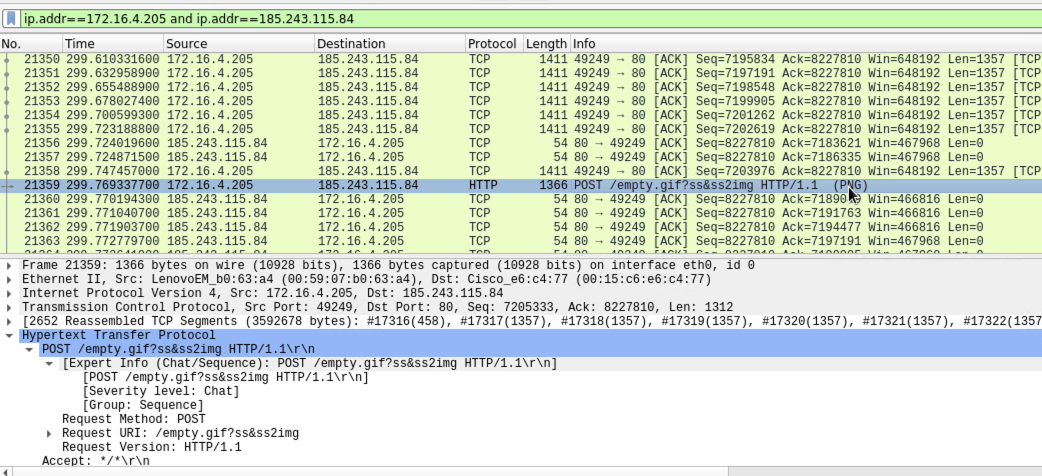 ip.addr==172.16.4.205 and ip.addr==185.243.115.84
No. Time Source Destination Protocol Length Info
21350 299.610331600 172.16.4.205 185.243.115.84 TCP 1411 49249 → 80 [ACK] Seq=7195834 Ack=8227810 Win=648192 Len=1357 [TCP
21351 299.632958900 172.16.4.205 185.243.115.84 TCP 1411 49249 → 80 [ACK] Seq=7197191 Ack=8227810 Win=648192 Len=1357 [TCP
21352 299.655488900 172.16.4.205 185.243.115.84 TCP 1411 49249 → 80 [ACK] Seq=7198548 Ack=8227810 Win=648192 Len=1357 [TCP
21353 299.678027400 172.16.4.205 185.243.115.84 TCP 1411 49249 → 80 [ACK] Seq=7199905 Ack=8227810 Win=648192 Len=1357 [TCP
21354 299.700599300 172.16.4.205 185.243.115.84 TCP 1411 49249 → 80 [ACK] Seq=7201262 Ack=8227810 Win=648192 Len=1357 [TCP
21355 299.723188800 172.16.4.205 185.243.115.84 TCP 1411 49249 → 80 [ACK] Seq=7202619 Ack=8227810 Win=648192 Len=1357 [TCP
21356 299.724019600 185.243.115.84 172.16.4.205 TCP 54 80 → 49249 [ACK] Seq=8227810 Ack=7183621 Win=467968 Len=0
21357 299.724871500 185.243.115.84 172.16.4.205 TCP 54 80 → 49249 [ACK] Seq=8227810 Ack=7186335 Win=467968 Len=0
21358 299.747457000 172.16.4.205 185.243.115.84 TCP 1411 49249 → 80 [ACK] Seq=7203976 Ack=8227810 Win=648192 Len=1357 [TCP
21359 299.769337700 172.16.4.205 185.243.115.84 HTTP 1366 POST /empty.gif?ss&ss2img HTTP/1.1 (PNG)
21360 299.770194300 185.243.115.84 172.16.4.205 TCP 54 80 → 49249 [ACK] Seq=8227810 Win=466816 Len=0
21361 299.771040700 185.243.115.84 172.16.4.205 TCP 54 80 → 49249 [ACK] Seq=8227810 Ack=7191763 Win=466816 Len=0
21362 299.771903700 185.243.115.84 172.16.4.205 TCP 54 80 → 49249 [ACK] Seq=8227810 Ack=7194477 Win=466816 Len=0
21363 299.772779700 185.243.115.84 172.16.4.205 TCP 54 80 → 49249 [ACK] Seq=8227810 Ack=7197191 Win=467968 Len=0
Frame 21359: 1366 bytes on wire (10928 bits), 1366 bytes captured (10928 bits) on interface eth0, id 0
Ethernet II, Src: LenovoEM_b0:63:a4 (00:59:07:b0:63:a4), Dst: Cisco_e6:c4:77 (00:15:c6:e6:c4:77)
Internet Protocol Version 4, Src: 172.16.4.205, Dst: 185.243.115.84
Transmission Control Protocol, Src Port: 49249, Dst Port: 80, Seq: 7205333, Ack: 8227810, Len: 1312
[2652 Reassembled TCP Segments (3592678 bytes): #17316(458), #17317(1357), #17318(1357), #17319(1357), #17320(1357), #17321(1357), #17322(1357
Hypertext Transfer Protocol
POST /empty.gif?ss&ss2img HTTP/1.1\r\n
[Expert Info (Chat/Sequence): POST /empty.gif?ss&ss2img HTTP/1.1\r\n]
[POST /empty.gif?ss&ss2img HTTP/1.1\r\n]
[Severity level: Chat]
[Group: Sequence]
Request Method: POST
Request URI: /empty.gif?ss&ss2img
Request Version: HTTP/1.1
Accept: */*\r\n